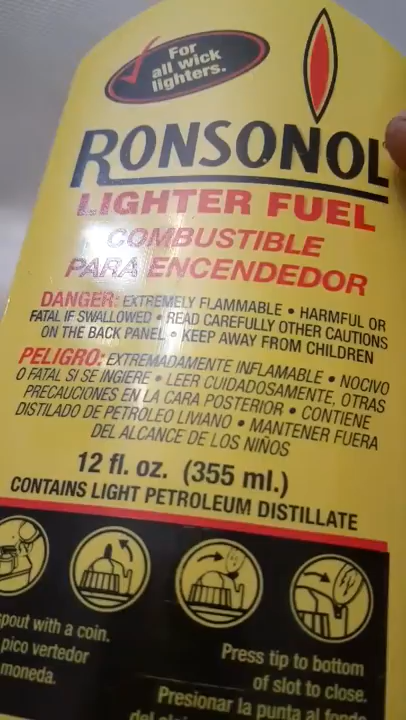 For
all wick
lighters.
RONSONOL
LIGHTER FUEL
COMBUSTIBLE
PARA ENCENDEDOR
DANGER: EXTREMELY FLAMMABLE • HARMFUL OR
FATAL IF SWALLOWED • READ CAREFULLY OTHER CAUTIONS
ON THE BACK PANEL • KEEP AWAY FROM CHILDREN
PELIGRO: EXTREMADAMENTE INFLAMABLE • NOCIVO
O FATAL SI SE INGIERE • LEER CUIDADOSAMENTE, OTRAS
PRECAUCIONES EN LA CARA POSTERIOR • CONTIENE
DISTILADO DE PETROLEO LIVIANO • MANTENER FUERA
DEL ALCANCE DE LOS NIÑOS
12 fl. oz. (355 ml.)
CONTAINS LIGHT PETROLEUM DISTILLATE
spout with a coin.
pico vertedor
moneda.
Press tip to bottom
of slot to close.
Presionar la punta al